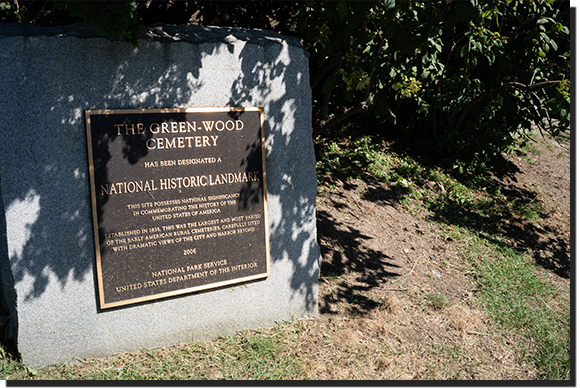 THE GREEN-WOOD
CEMETERY
HAS BEEN DESIGNATED A
NATIONAL HISTORIC LANDMARK
THIS SITE POSSESSES NATIONAL SIGNIFICANCE
IN COMMEMORATING THE HISTORY OF THE
UNITED STATES OF AMERICA
ESTABLISHED IN 1838, THIS WAS THE LARGEST AND MOST VARIED
OF THE EARLY AMERICAN RURAL CEMETERIES, CAREFULLY SITED
WITH DRAMATIC VIEWS OF THE CITY AND HARBOR BEYOND
2006
NATIONAL PARK SERVICE
UNITED STATES DEPARTMENT OF THE INTERIOR